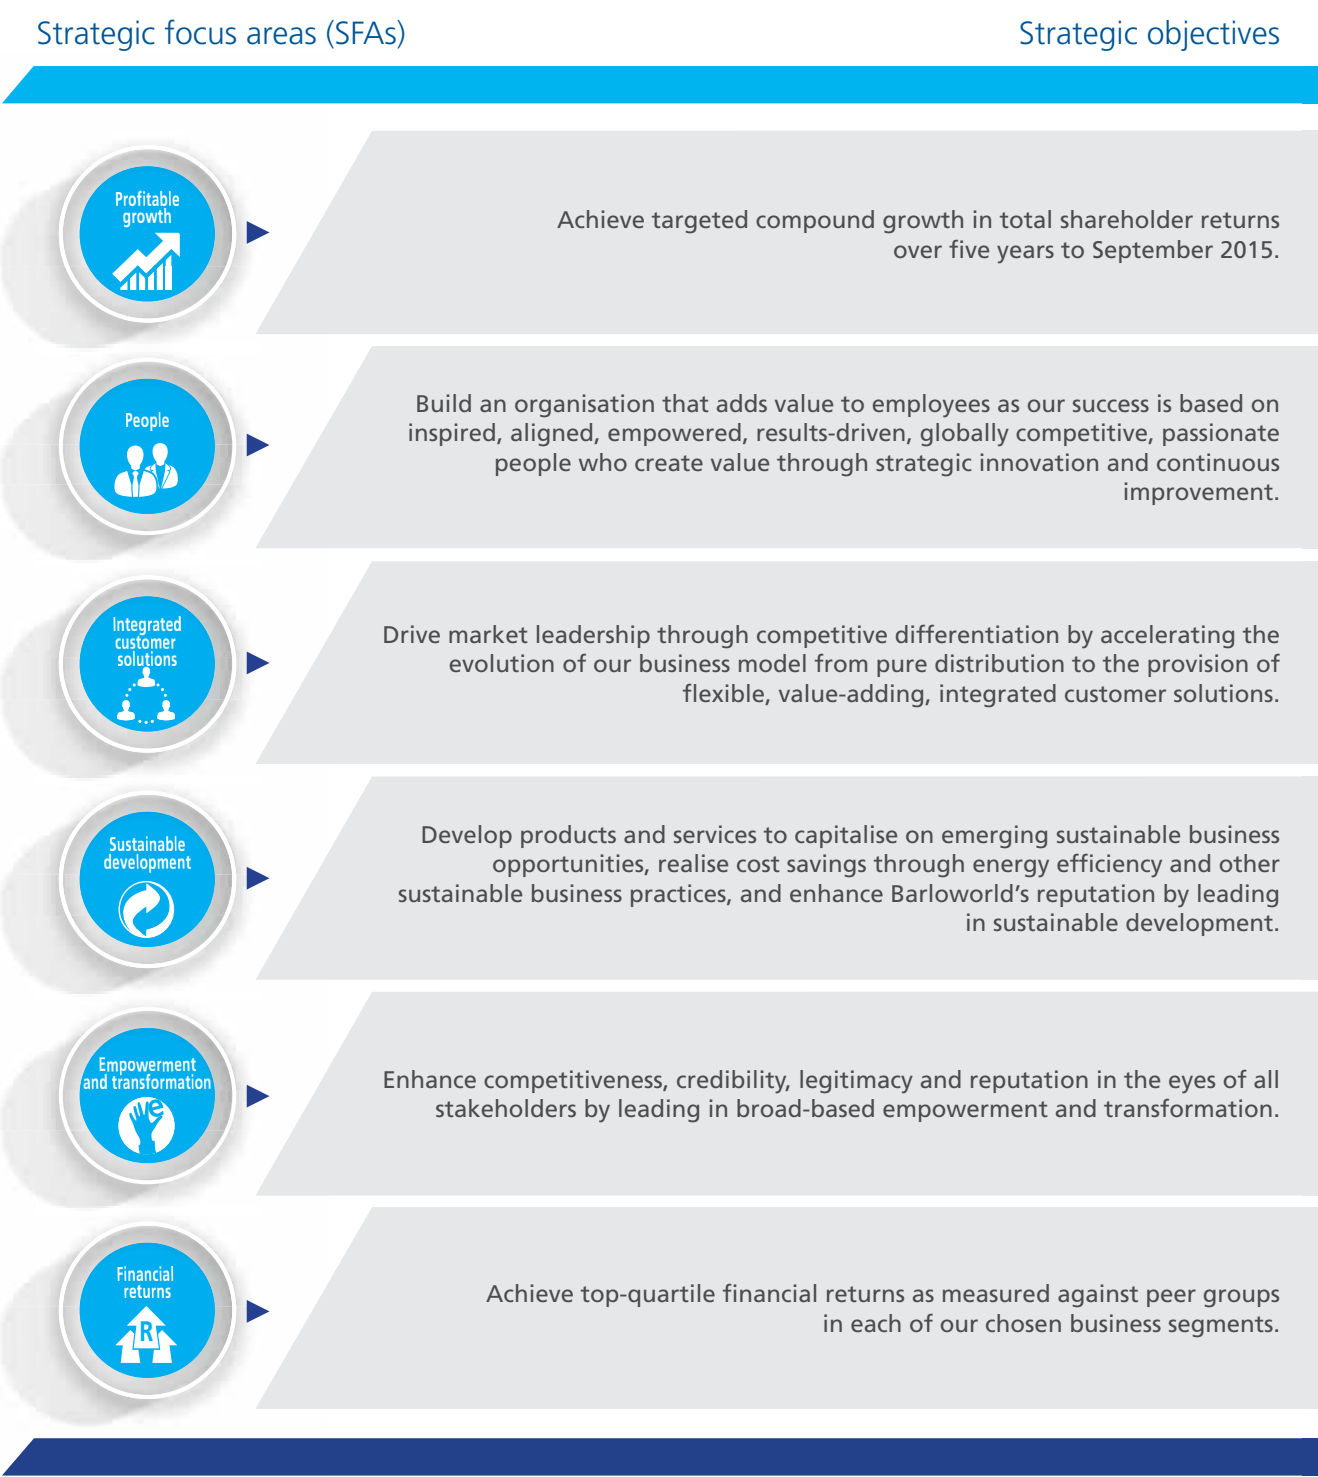 Strategic focus areas (SFAs)
Strategic objectives
Profitable
growth
Achieve targeted compound growth in total shareholder returns
over five years to September 2015.
People
Build an organisation that adds value to employees as our success is based on
inspired, aligned, empowered, results-driven, globally competitive, passionate
people who create value through strategic innovation and continuous
improvement.
Integrated
customer
solutions
Drive market leadership through competitive differentiation by accelerating the
evolution of our business model from pure distribution to the provision of
flexible, value-adding, integrated customer solutions.
Sustainable
development
Develop products and services to capitalise on emerging sustainable business
opportunities, realise cost savings through energy efficiency and other
sustainable business practices, and enhance Barloworld’s reputation by leading
in sustainable development.
Empowerment
and transformation
Enhance competitiveness, credibility, legitimacy and reputation in the eyes of all
stakeholders by leading in broad-based empowerment and transformation.
Financial
returns
R
Achieve top-quartile financial returns as measured against peer groups
in each of our chosen business segments.